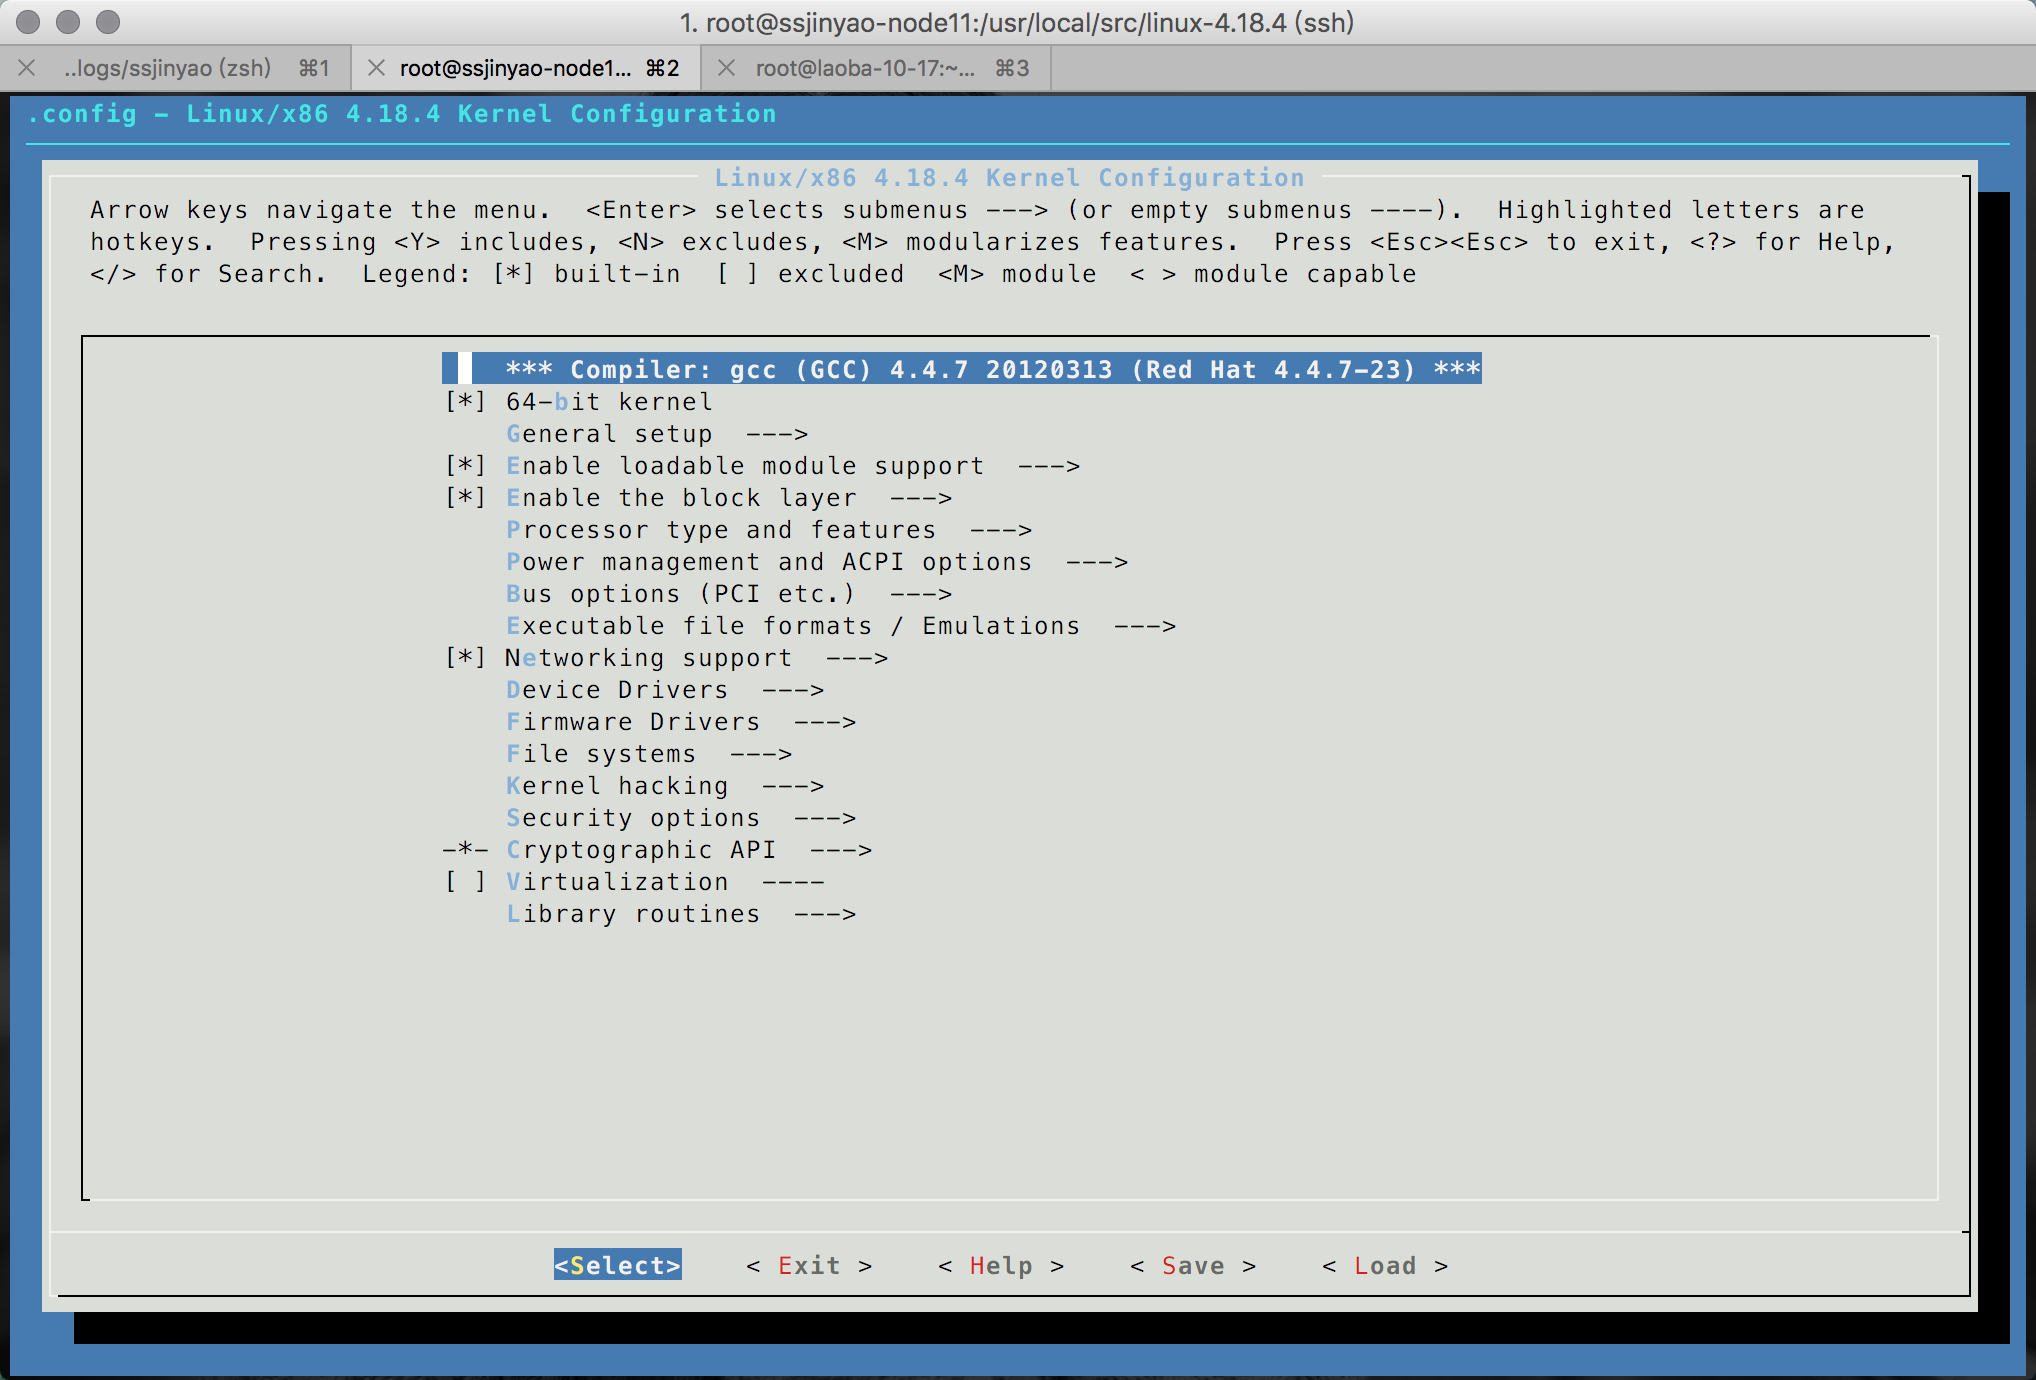 1. root@ssjinyao-node11:/usr/local/src/linux-4.18.4 (ssh)
..logs/ssjinyao (zsh) ⌘1 root@ssjinyao-node1... ⌘2 root@laoba-10-17:~... ⌘3
.config - Linux/x86 4.18.4 Kernel Configuration
Linux/x86 4.18.4 Kernel Configuration
Arrow keys navigate the menu.  <Enter> selects submenus ---> (or empty submenus ----).  Highlighted letters are
hotkeys.  Pressing <Y> includes, <N> excludes, <M> modularizes features.  Press <Esc><Esc> to exit, <?> for Help,
</> for Search.  Legend: [*] built-in  [ ] excluded  <M> module  < > module capable
*** Compiler: gcc (GCC) 4.4.7 20120313 (Red Hat 4.4.7-23) ***
[*] 64-bit kernel
General setup  --->
[*] Enable loadable module support  --->
[*] Enable the block layer  --->
Processor type and features  --->
Power management and ACPI options  --->
Bus options (PCI etc.)  --->
Executable file formats / Emulations  --->
[*] Networking support  --->
Device Drivers  --->
Firmware Drivers  --->
File systems  --->
Kernel hacking  --->
Security options  --->
-*- Cryptographic API  --->
[ ] Virtualization  ----
Library routines  --->
<Select>    < Exit >    < Help >    < Save >    < Load >